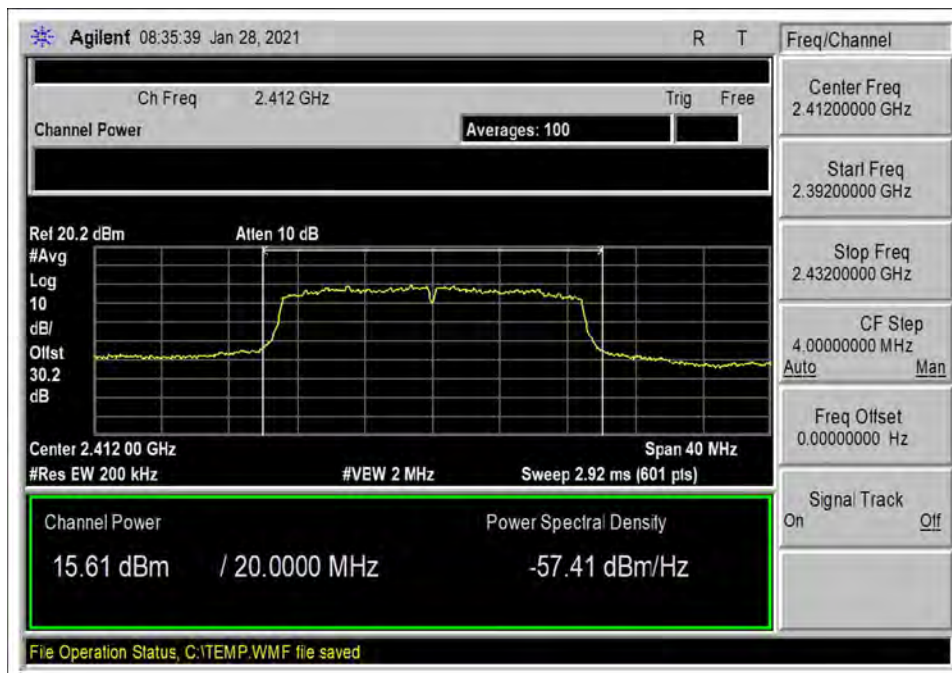 Agilent 08:35:39 Jan 28, 2021 R T
Freq/Channel
Ch Freq 2.412 GHz Trig Free
Channel Power Averages: 100
Ref 20.2 dBm Atten 10 dB
#Avg
Log
10
dB/
Offst
30.2
dB
Center 2.412 00 GHz Span 40 MHz
#Res BW 200 kHz #VBW 2 MHz Sweep 2.92 ms (601 pts)
Channel Power Power Spectral Density
15.61 dBm / 20.0000 MHz -57.41 dBm/Hz
File Operation Status, C:\TEMP.WMF file saved
Center Freq
2.41200000 GHz
Start Freq
2.39200000 GHz
Stop Freq
2.43200000 GHz
CF Step
4.00000000 MHz
Auto Man
Freq Offset
0.00000000 Hz
Signal Track
On Off